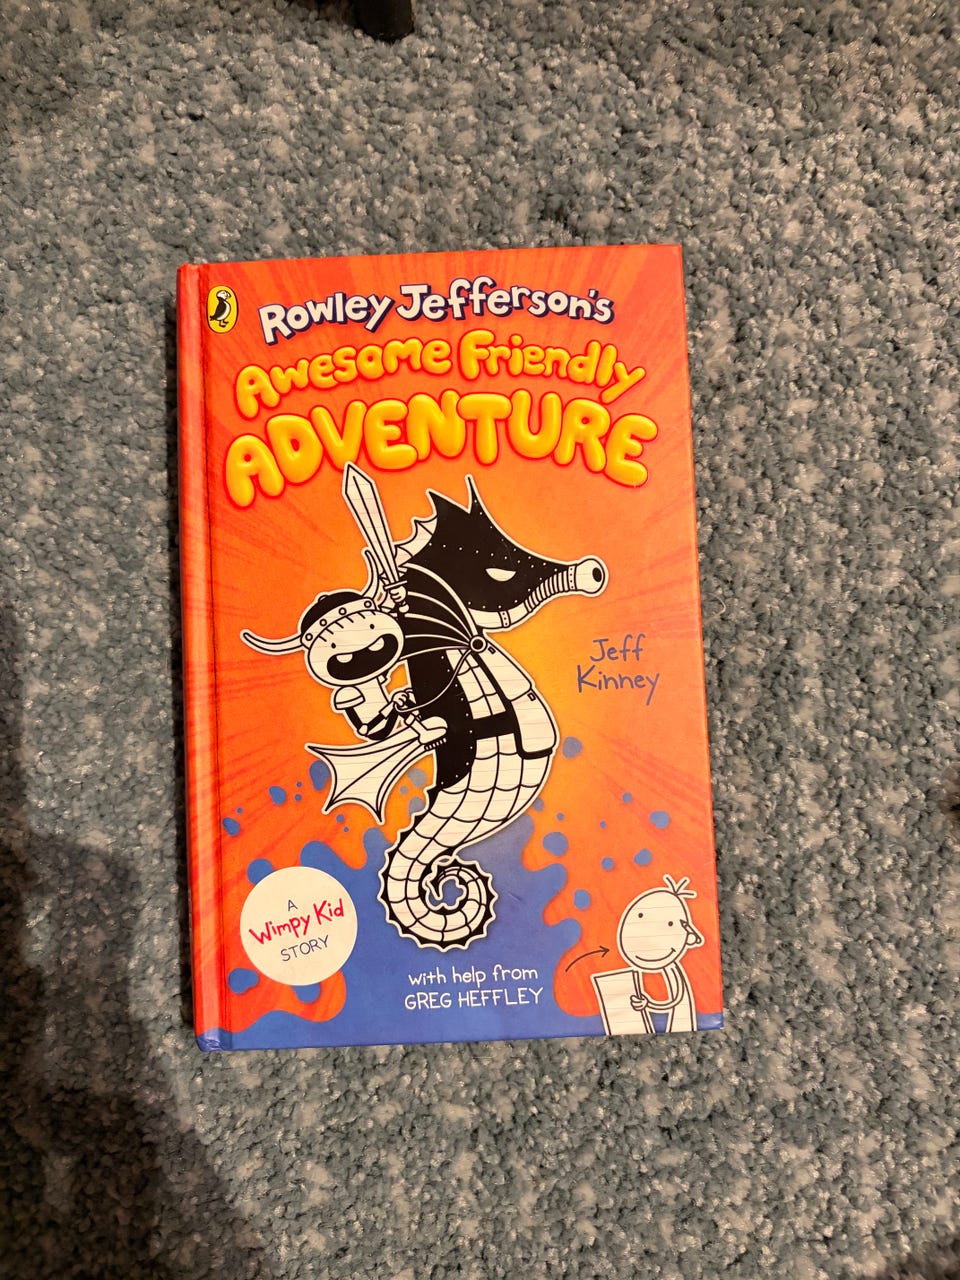 Rowley Jefferson's
Awesome Friendly
ADVENTURE
Jeff
Kinney
A
Wimpy Kid
STORY
with help from
GREG HEFFLEY